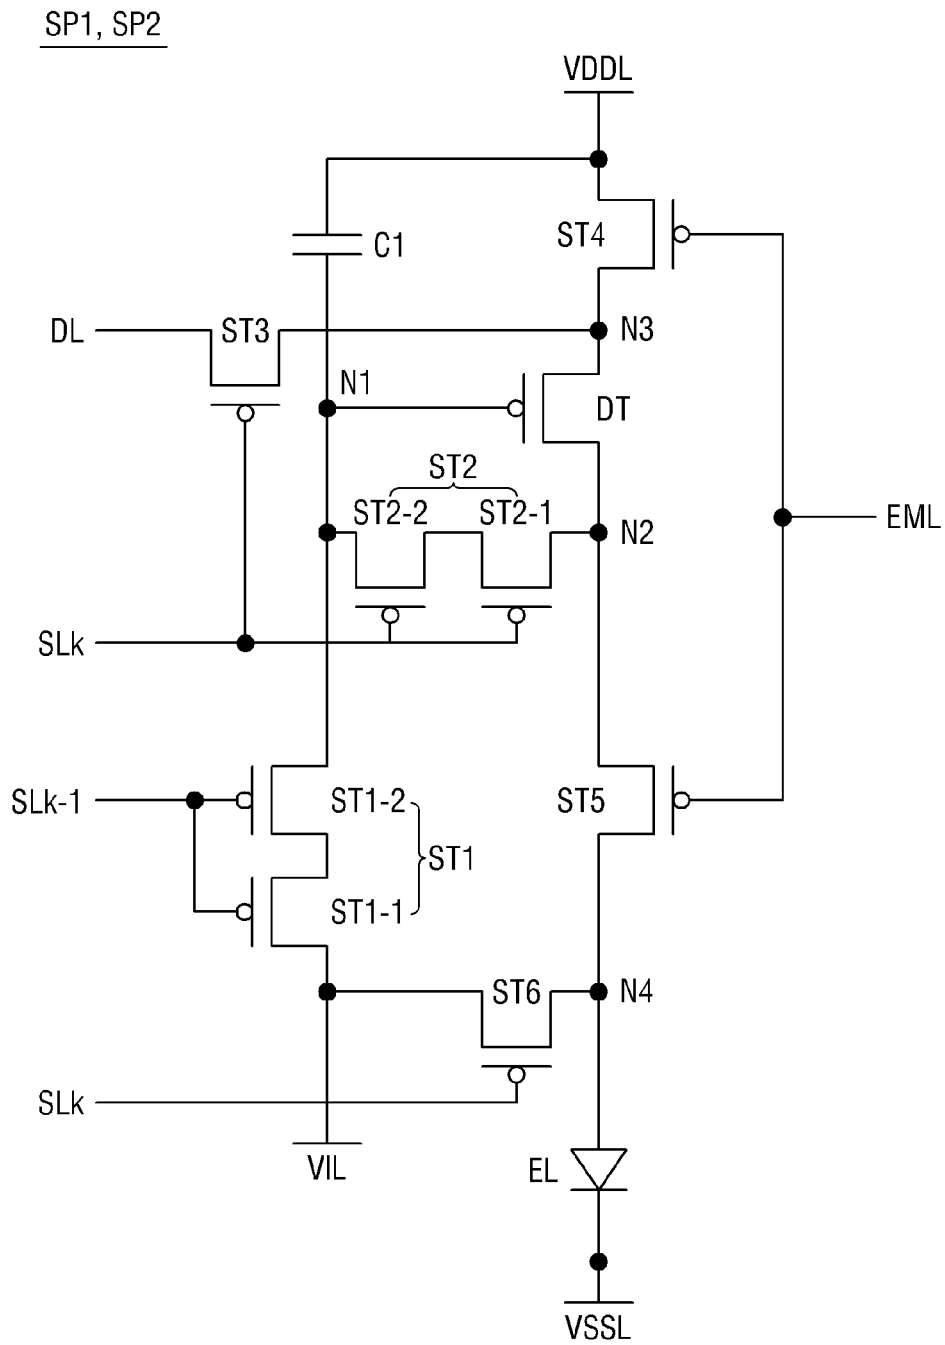 SP1, SP2
VDDL
ST4
C1
DL
ST3
N3
N1
DT
ST2
ST2-2
ST2-1
N2
EML
SLk
SLk-1
ST1-2
ST5
ST1
ST1-1
ST6
N4
SLk
VIL
EL
VSSL